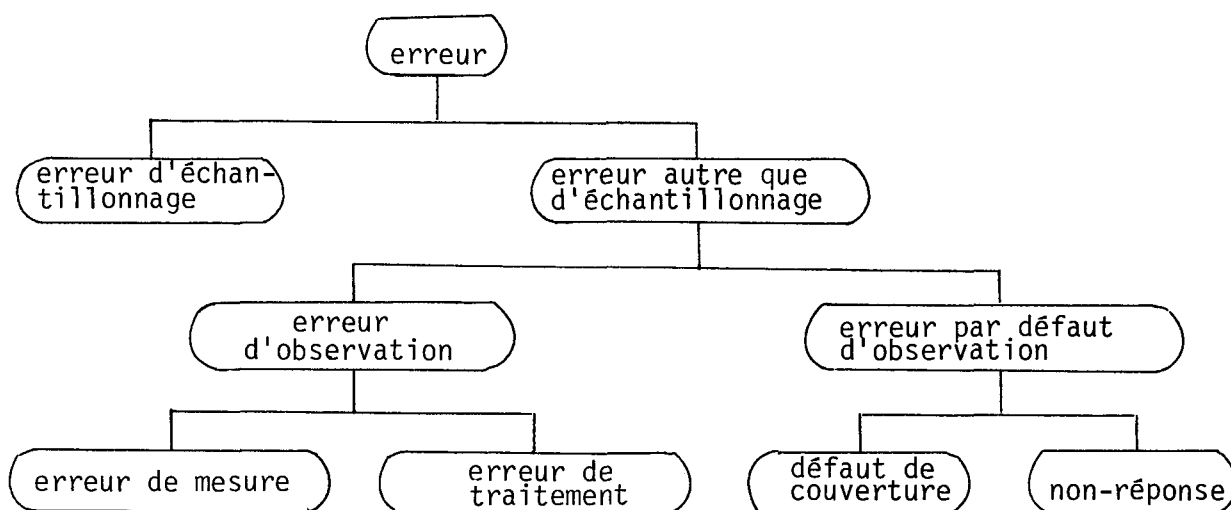 erreur
erreur d'échan-
tillonnage
erreur autre que
d'échantillonnage
erreur
d'observation
erreur par défaut
d'observation
erreur de mesure
erreur de
traitement
défaut de
couverture
non-réponse